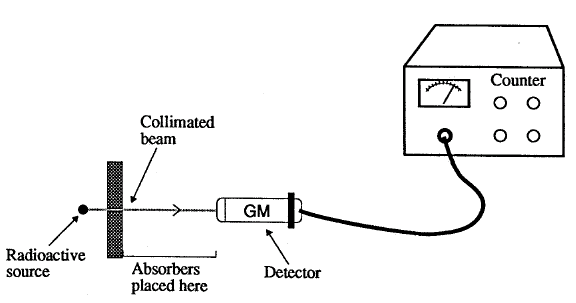 Counter
Collimated
beam
GM
Radioactive
source
Absorbers
placed here
Detector